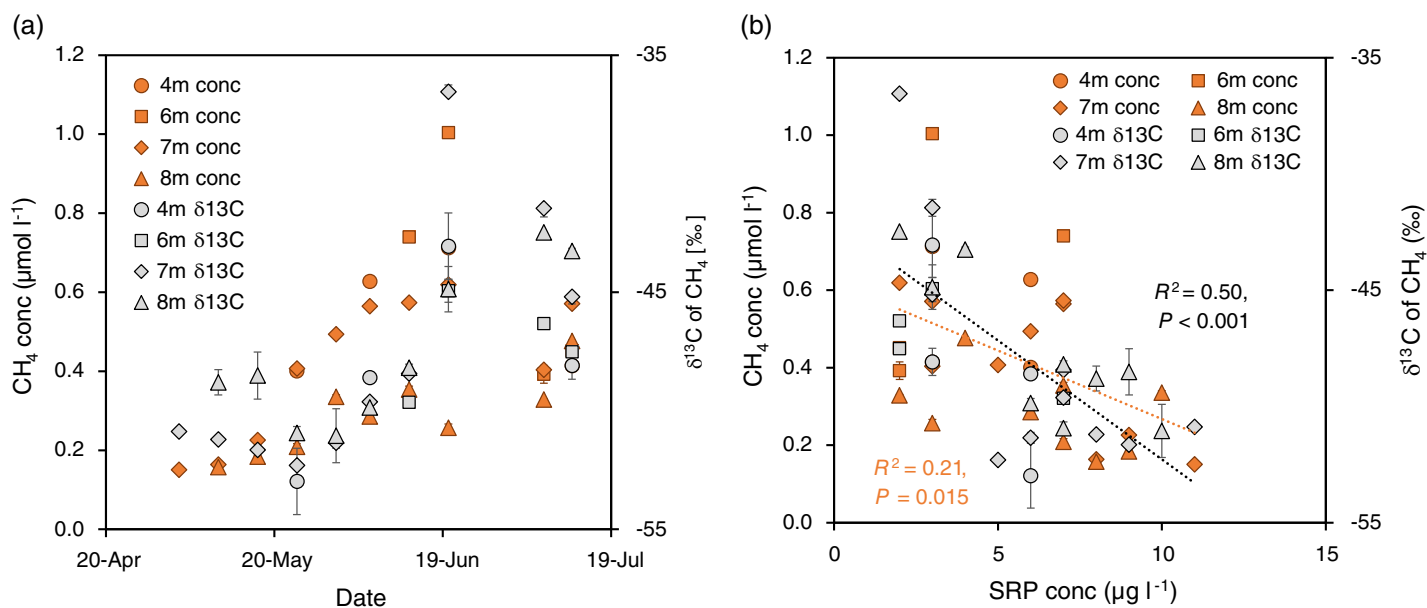 (a)
1.2
1.0
0.8
0.6
0.4
0.2
0.0
CH₄ conc (µmol l⁻¹)
4m conc
6m conc
7m conc
8m conc
4m δ13C
6m δ13C
7m δ13C
8m δ13C
-35
-45
-55
δ¹³C of CH₄ [‰]
20-Apr 20-May 19-Jun 19-Jul
Date
(b)
1.2
1.0
0.8
0.6
0.4
0.2
0.0
CH₄ conc (µmol l⁻¹)
4m conc 6m conc
7m conc 8m conc
4m δ13C 6m δ13C
7m δ13C 8m δ13C
R² = 0.50,
P < 0.001
R² = 0.21,
P = 0.015
-35
-45
-55
δ¹³C of CH₄ (‰)
0 5 10 15
SRP conc (µg l⁻¹)